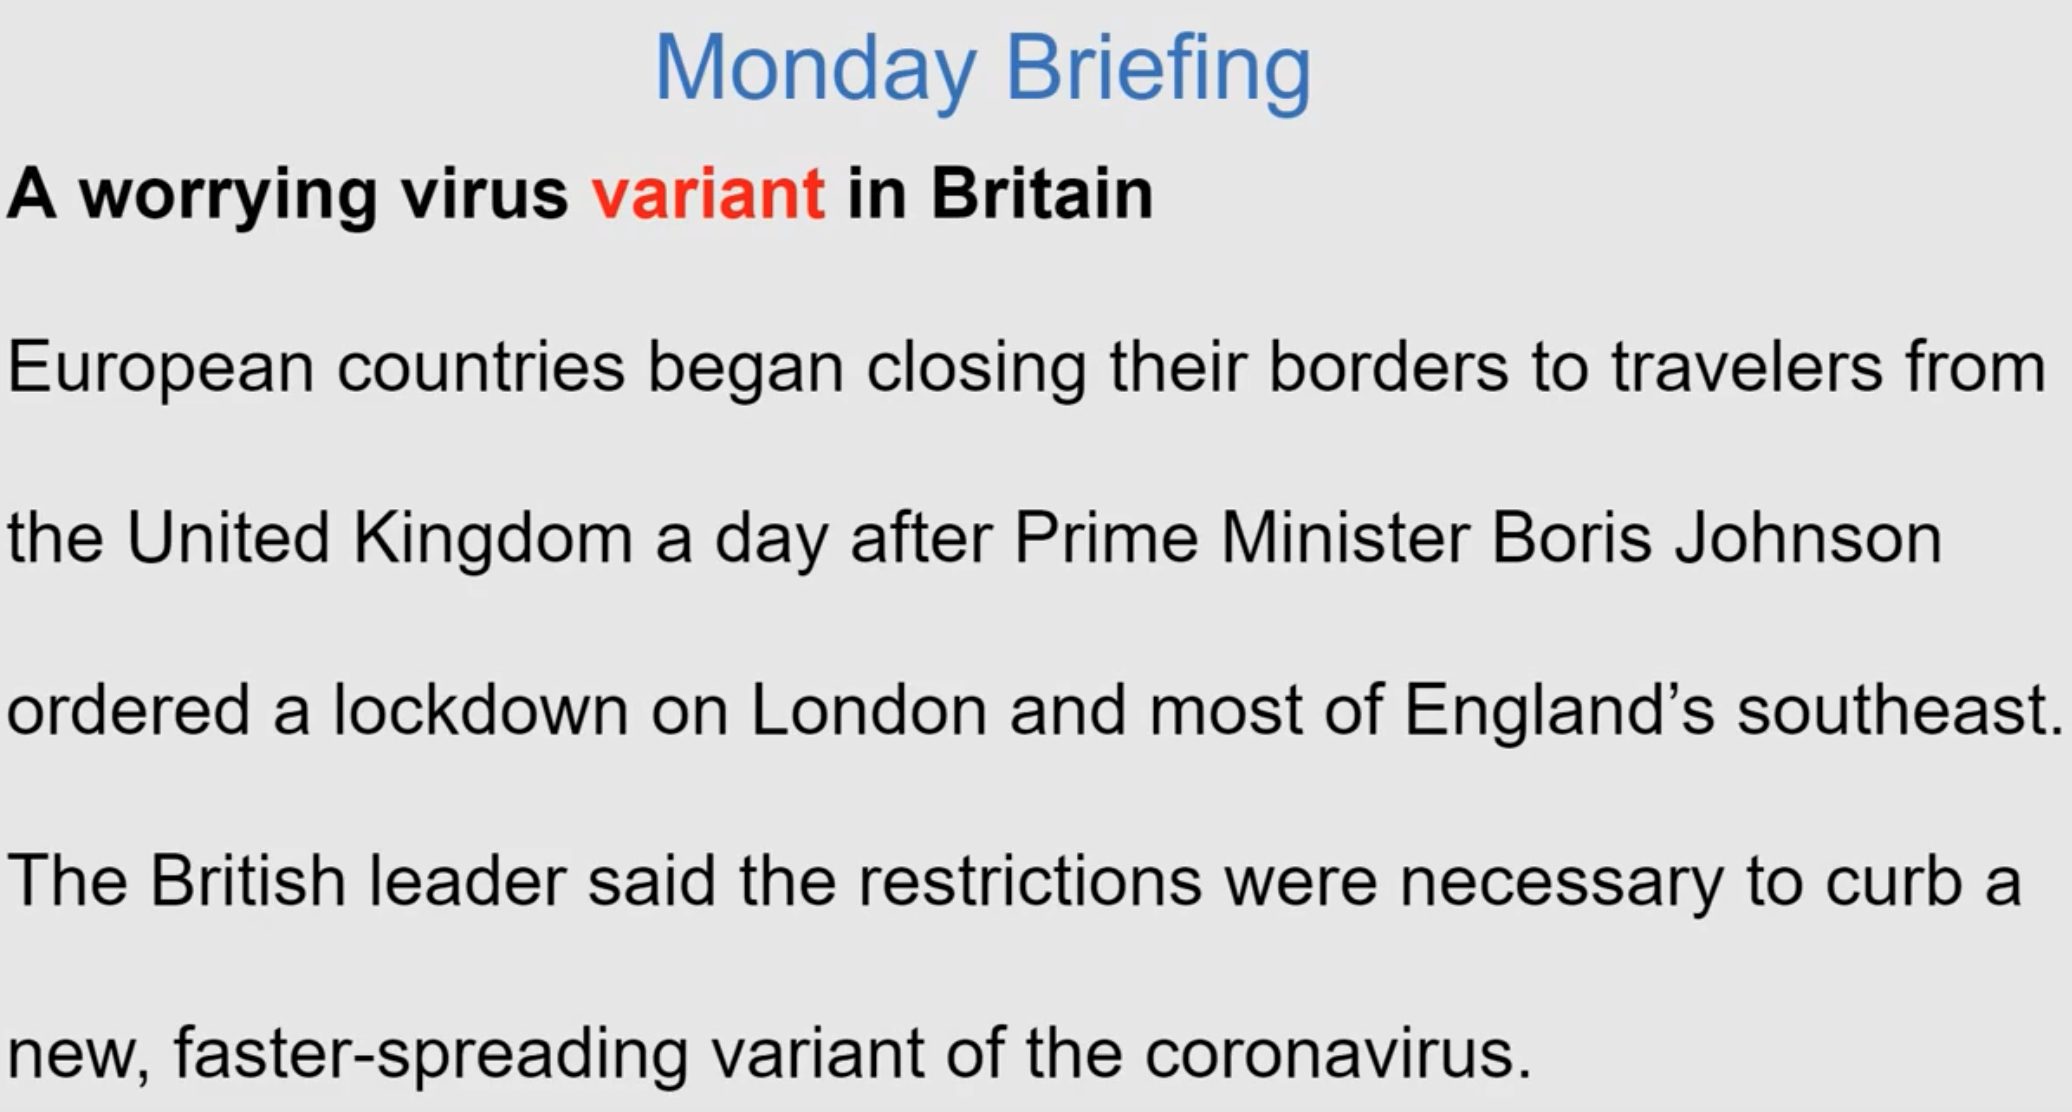 Monday Briefing
A worrying virus variant in Britain
European countries began closing their borders to travelers from
the United Kingdom a day after Prime Minister Boris Johnson
ordered a lockdown on London and most of England’s southeast.
The British leader said the restrictions were necessary to curb a
new, faster-spreading variant of the coronavirus.